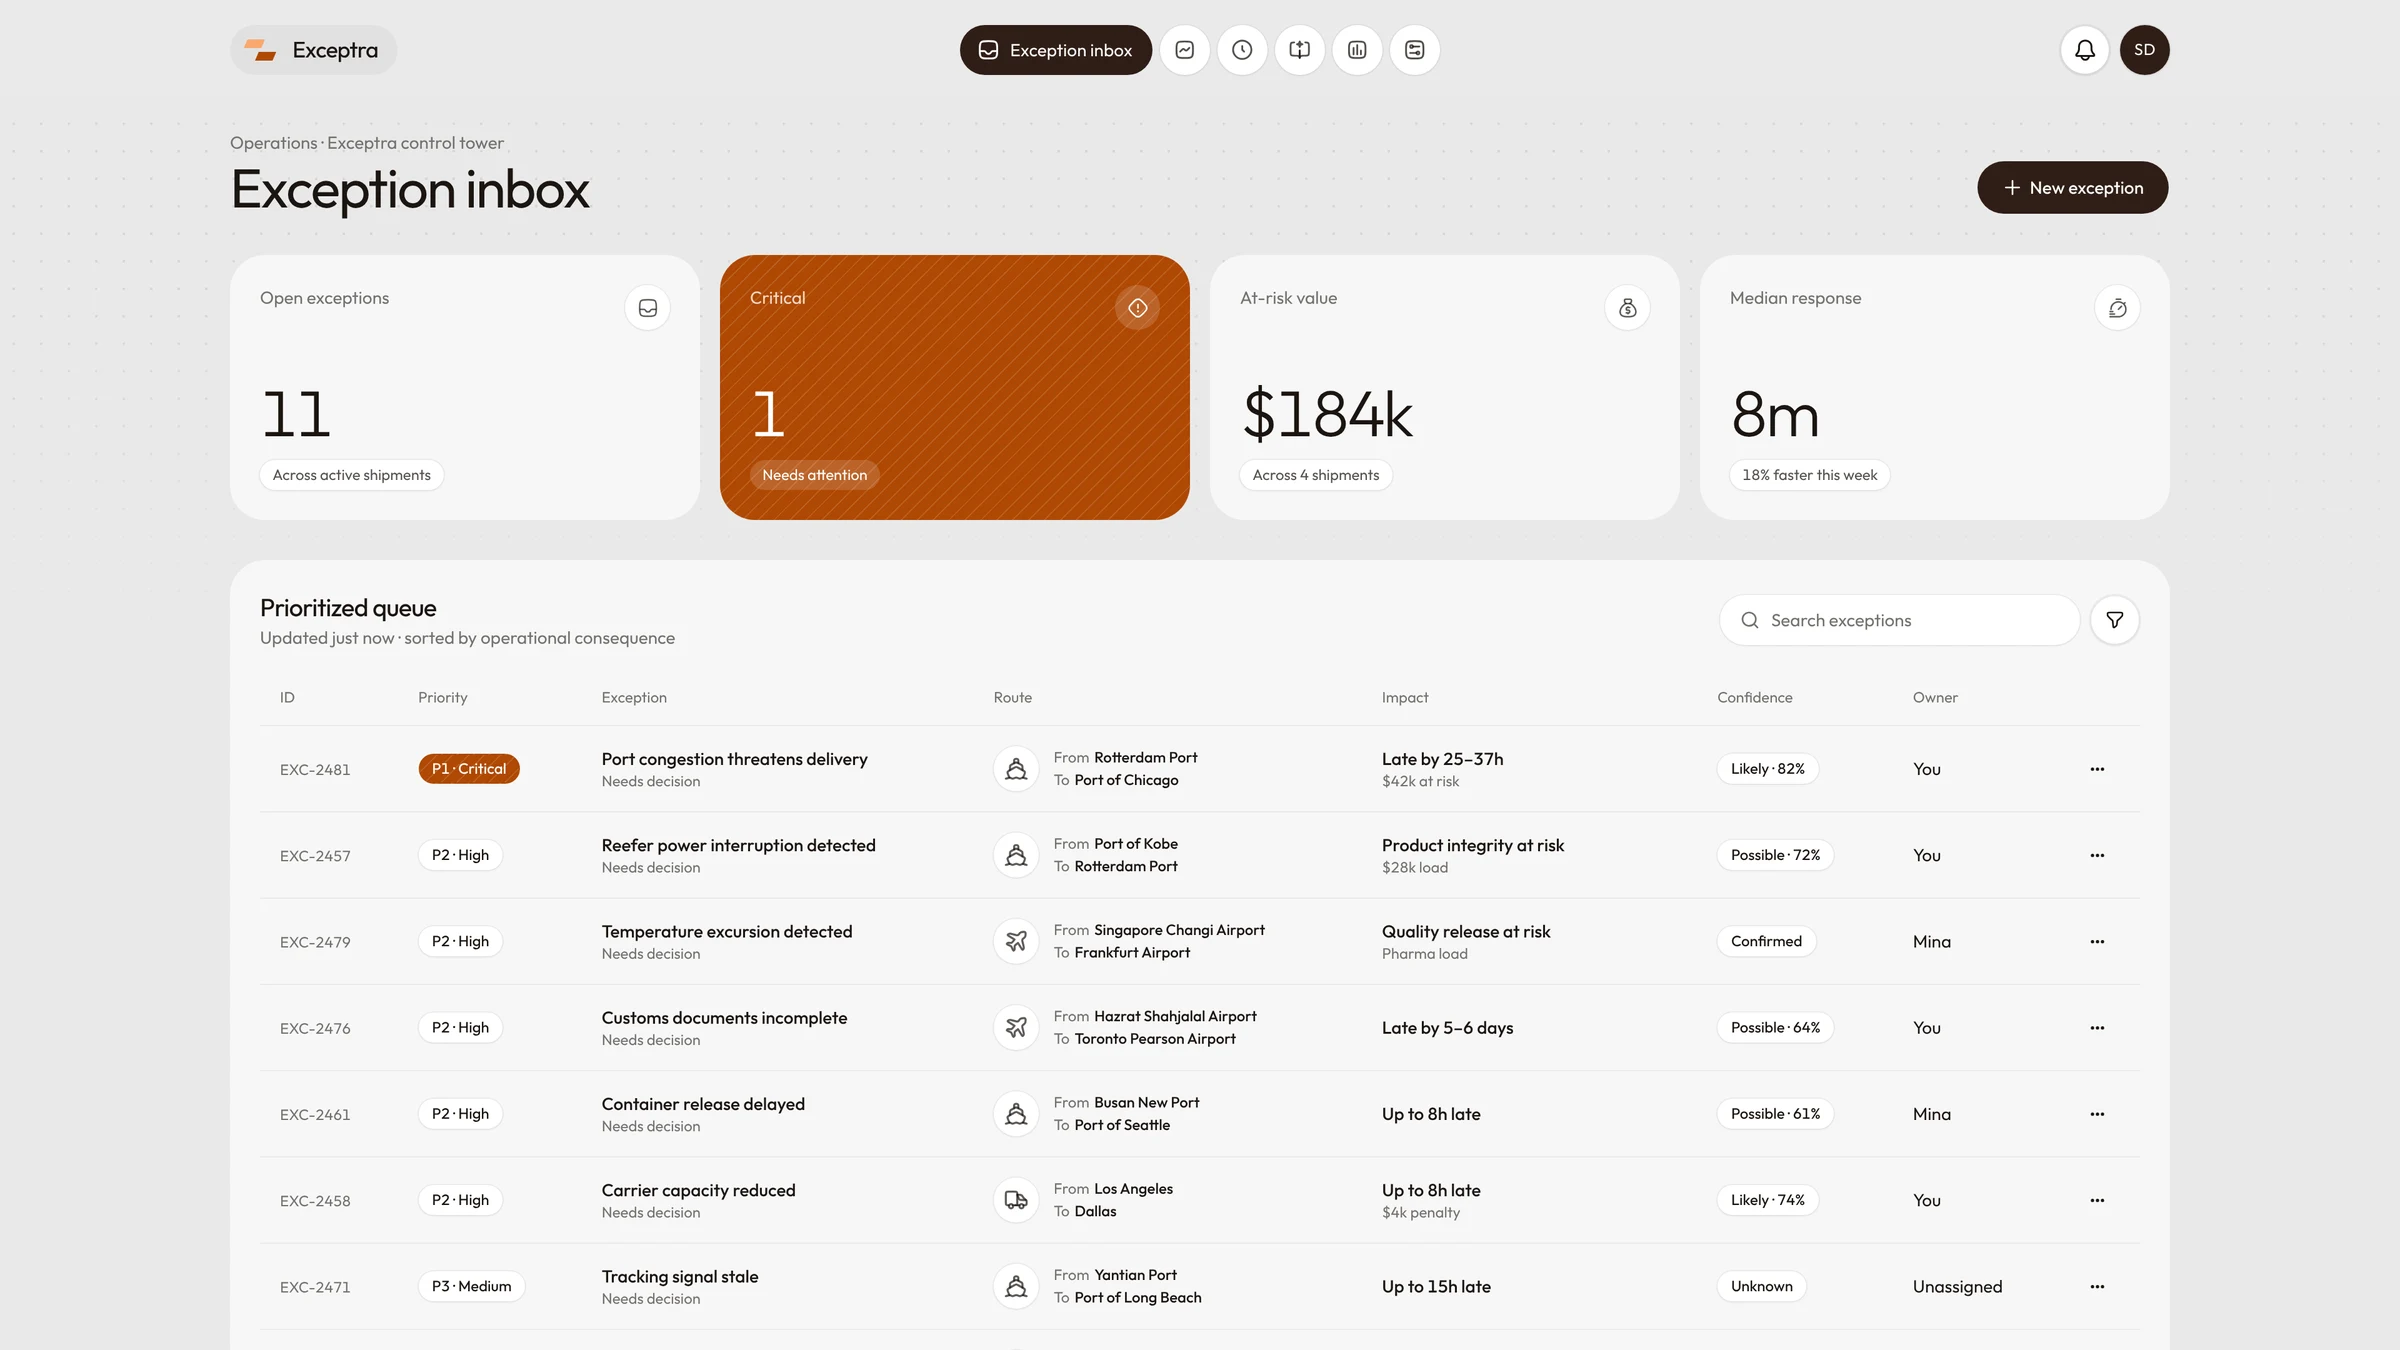 Exceptra
Exception inbox
SD
Operations · Exceptra control tower
Exception inbox
New exception
Open exceptions
11
Across active shipments
Critical
1
Needs attention
At-risk value
$184k
Across 4 shipments
Median response
8m
18% faster this week
Prioritized queue
Updated just now · sorted by operational consequence
Search exceptions
ID Priority Exception Route Impact Confidence Owner
EXC-2481
P1 · Critical
Port congestion threatens delivery
Needs decision
From Rotterdam Port
To Port of Chicago
Late by 25–37h
$42k at risk
Likely · 82%
You
EXC-2457
P2 · High
Reefer power interruption detected
Needs decision
From Port of Kobe
To Rotterdam Port
Product integrity at risk
$28k load
Possible · 72%
You
EXC-2479
P2 · High
Temperature excursion detected
Needs decision
From Singapore Changi Airport
To Frankfurt Airport
Quality release at risk
Pharma load
Confirmed
Mina
EXC-2476
P2 · High
Customs documents incomplete
Needs decision
From Hazrat Shahjalal Airport
To Toronto Pearson Airport
Late by 5–6 days
Possible · 64%
You
EXC-2461
P2 · High
Container release delayed
Needs decision
From Busan New Port
To Port of Seattle
Up to 8h late
Possible · 61%
Mina
EXC-2458
P2 · High
Carrier capacity reduced
Needs decision
From Los Angeles
To Dallas
Up to 8h late
$4k penalty
Likely · 74%
You
EXC-2471
P3 · Medium
Tracking signal stale
Needs decision
From Yantian Port
To Port of Long Beach
Up to 15h late
Unknown
Unassigned